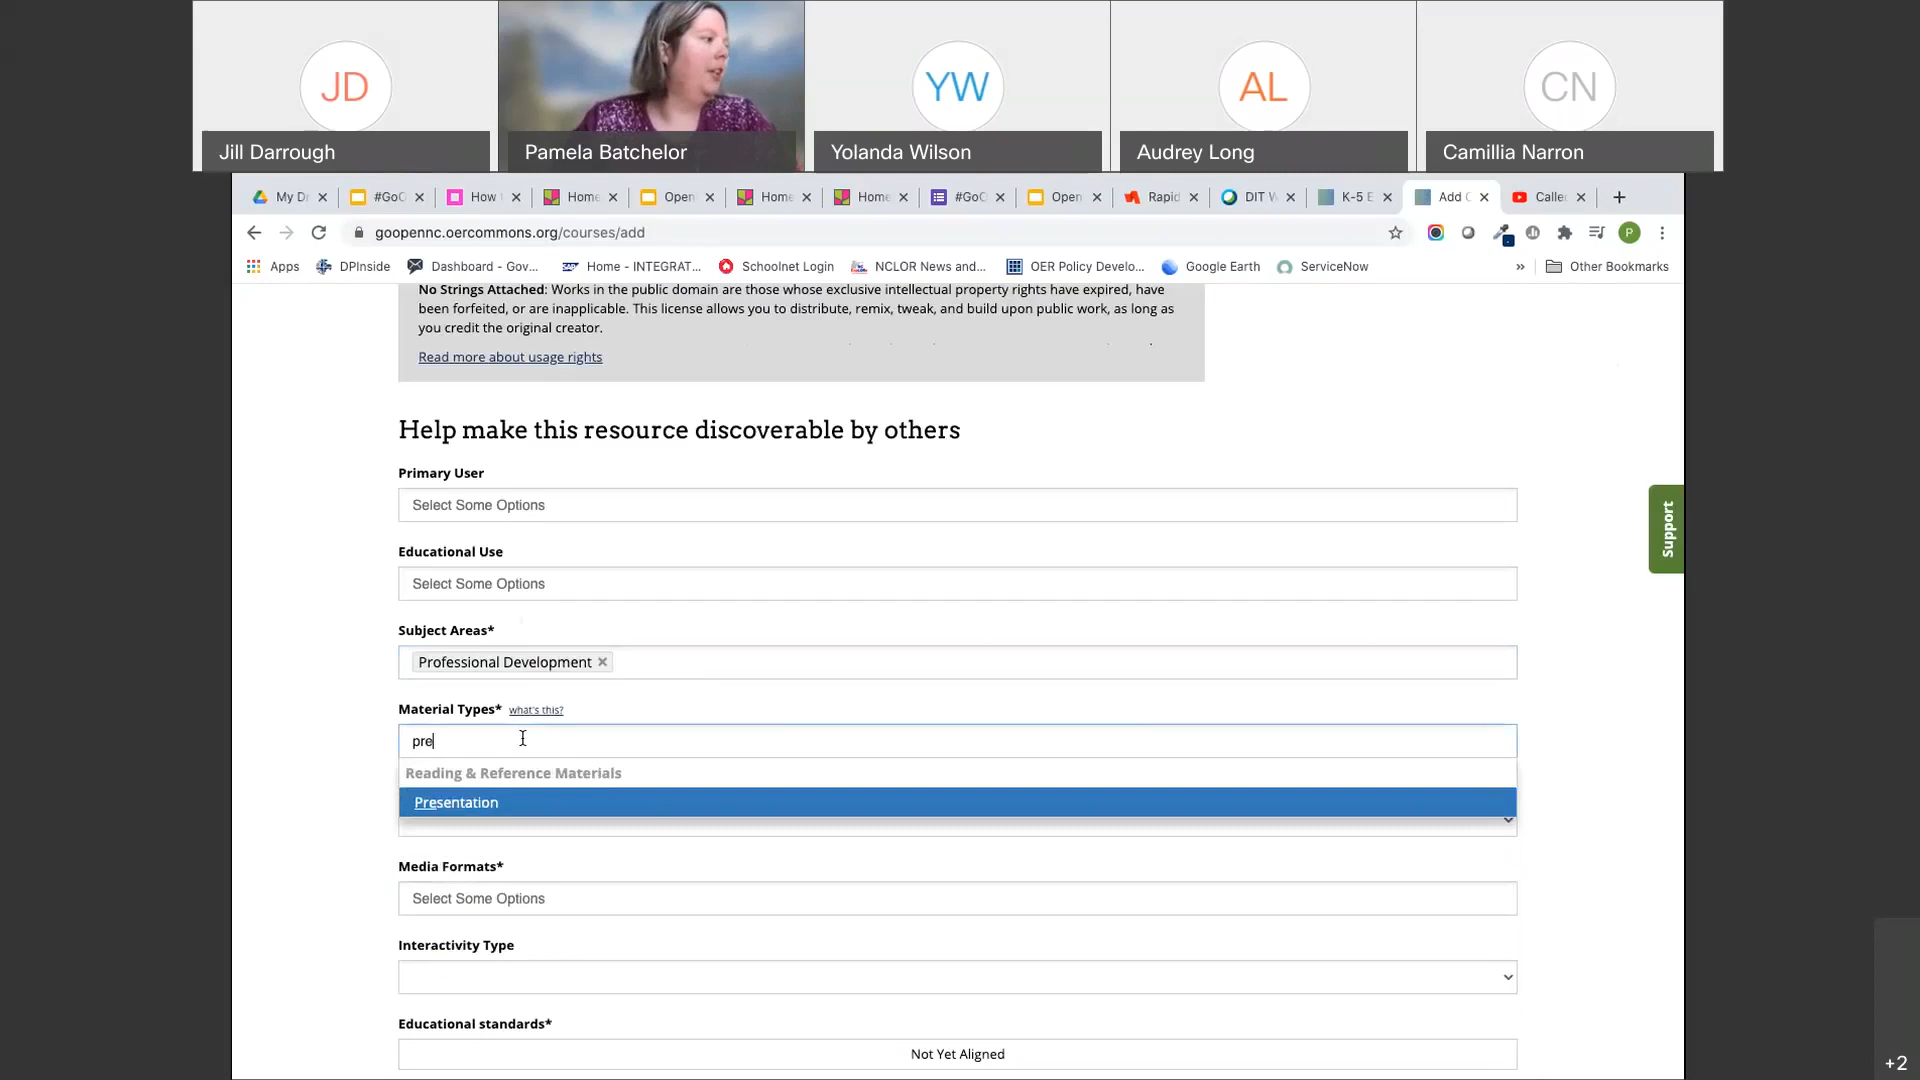 JD
YW
AL
CN
Jill Darrough
Pamela Batchelor
Yolanda Wilson
Audrey Long
Camillia Narron
My D
#GoO
How
Home
Open
Home
Home
#GoO
Open
Rapid
DIT W
K-5 E
Add C
Calle
goopennc.oercommons.org/courses/add
P
Apps
DPInside
Dashboard - Gov...
Home - INTEGRAT...
Schoolnet Login
NCLOR News and...
OER Policy Develo...
Google Earth
ServiceNow
»
Other Bookmarks
No Strings Attached: Works in the public domain are those whose exclusive intellectual property rights have expired, have
been forfeited, or are inapplicable. This license allows you to distribute, remix, tweak, and build upon public work, as long as
you credit the original creator.
Read more about usage rights
Help make this resource discoverable by others
Primary User
Select Some Options
Support
Educational Use
Select Some Options
Subject Areas*
Professional Development ×
Material Types* what's this?
pre
Reading & Reference Materials
Presentation
Media Formats*
Select Some Options
Interactivity Type
Educational standards*
Not Yet Aligned
+2